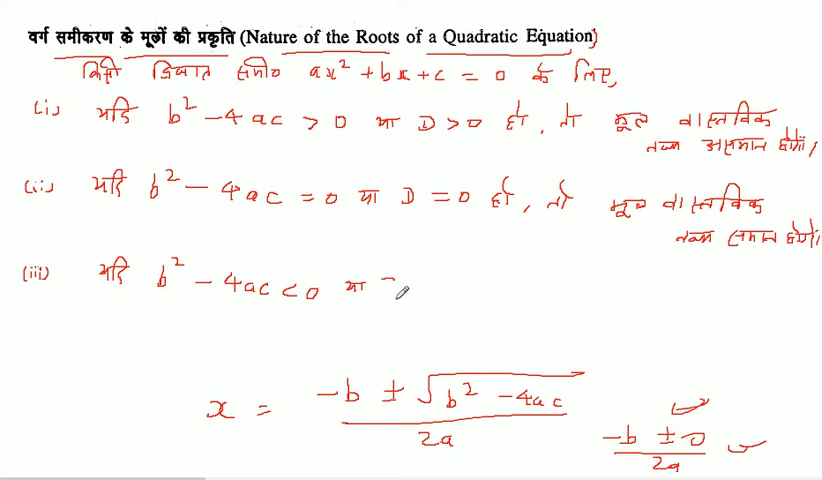 वर्ग समीकरण के मूलों की प्रकृति (Nature of the Roots of a Quadratic Equation)
किसी द्विघात समी० ax² + bx + c = 0 के लिए,
(i) यदि b² - 4ac > 0 या D > 0 हो, तो मूल वास्तविक
तथा असमान होंगे।
(ii) यदि b² - 4ac = 0 या D = 0 हो, तो मूल वास्तविक
तथा समान होंगे।
(iii) यदि b² - 4ac < 0 या
x = -b ± √b² - 4ac
2a
-b ± 0
2a